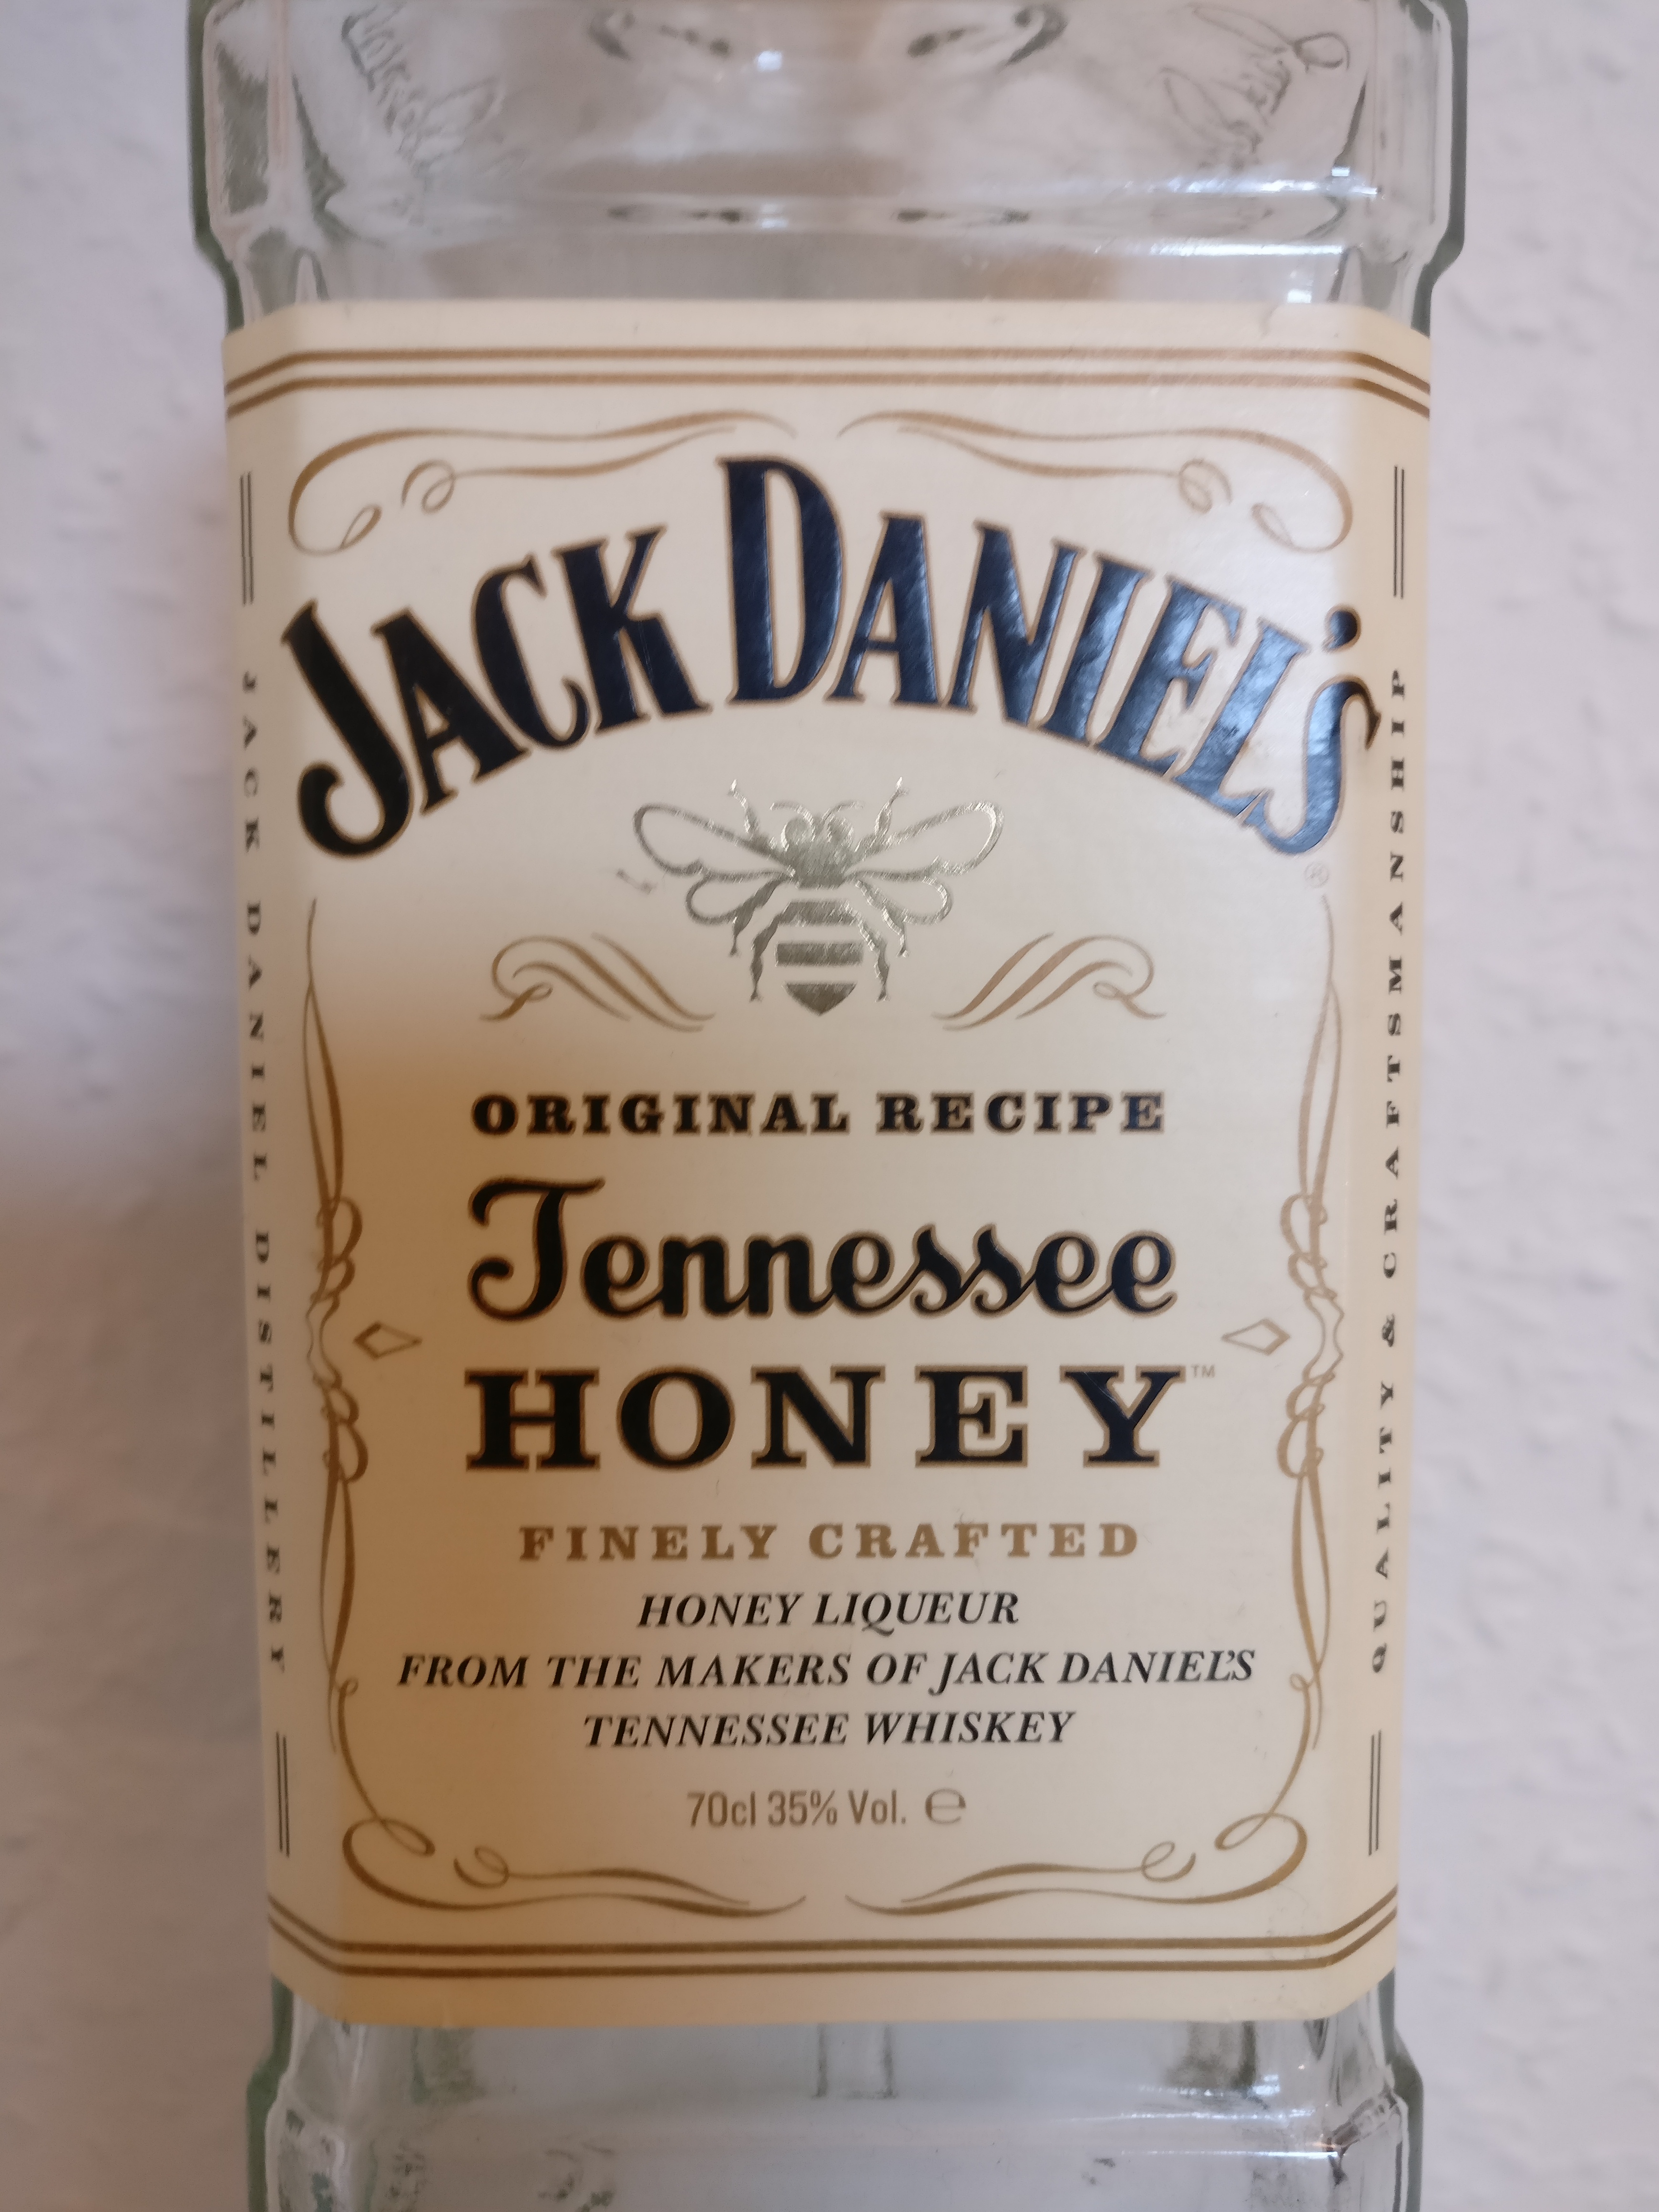 JACK DANIEL'S
®
ORIGINAL RECIPE
Tennessee
HONEY™
FINELY CRAFTED
HONEY LIQUEUR
FROM THE MAKERS OF JACK DANIEL'S
TENNESSEE WHISKEY
70cl 35% Vol. ℮
JACK DANIEL DISTILLERY
QUALITY & CRAFTSMANSHIP